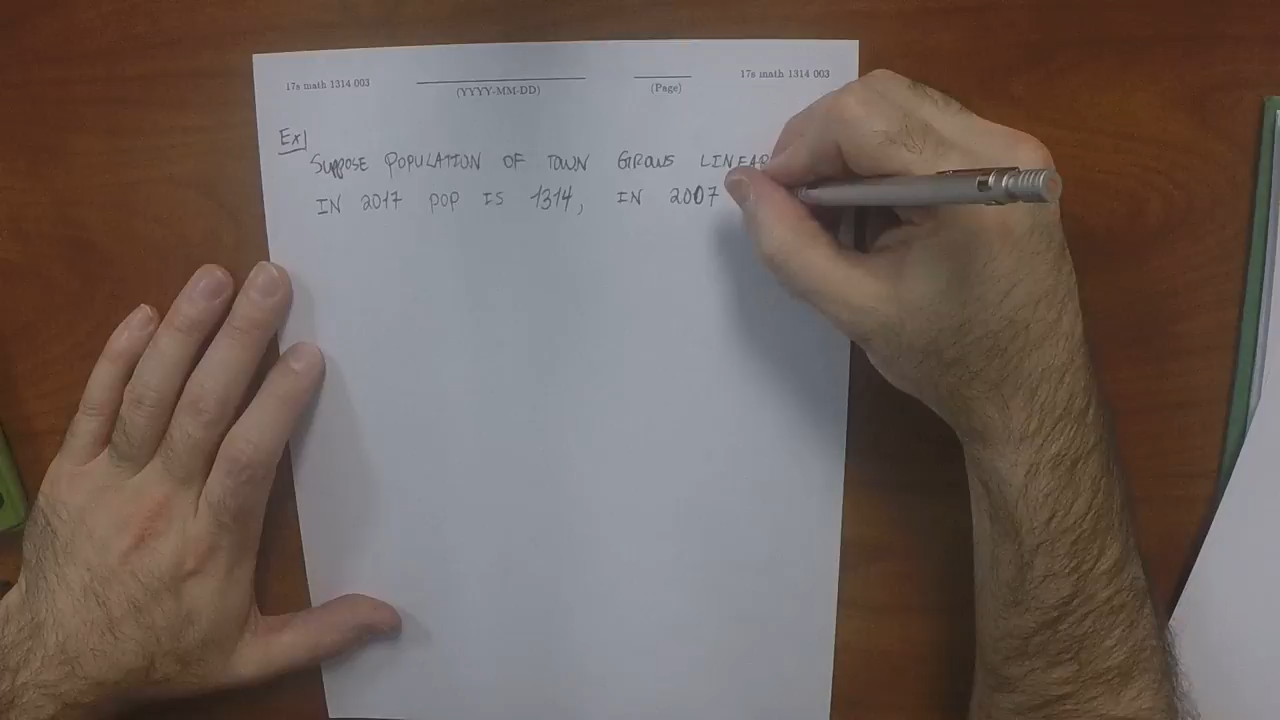 17s math 1314 003
(YYYY-MM-DD)
(Page)
17s math 1314 003
Ex
SUPPOSE POPULATION OF TOWN GROWS LINEAR
IN 2017 POP IS 1314, IN 2007